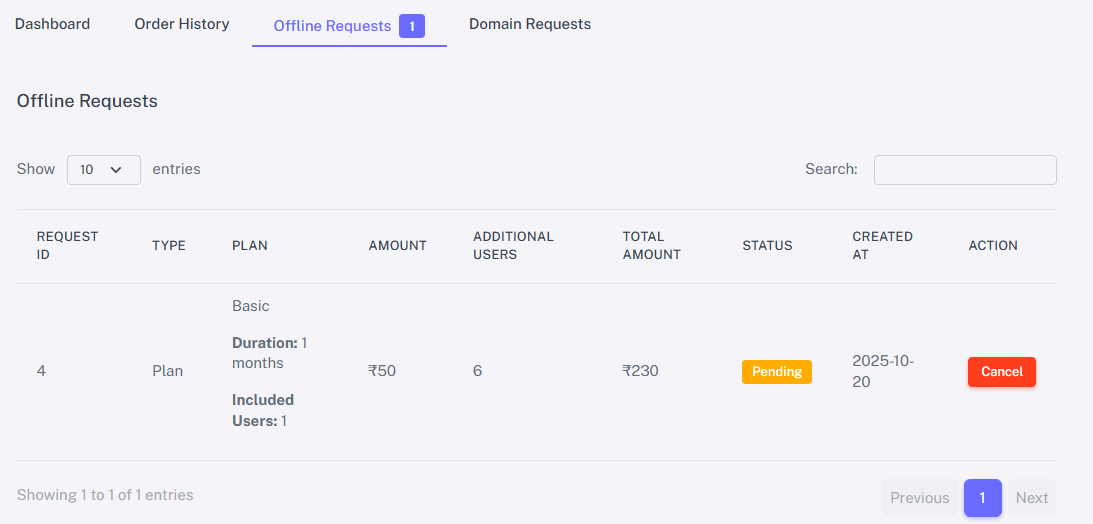 Dashboard Order History Offline Requests 1 Domain Requests
Offline Requests
Show 10 entries Search:
REQUEST ID TYPE PLAN AMOUNT ADDITIONAL USERS TOTAL AMOUNT STATUS CREATED AT ACTION
Basic
Duration: 1
months
Included
Users: 1
4 Plan ₹50 6 ₹230 Pending 2025-10-
20 Cancel
Showing 1 to 1 of 1 entries Previous 1 Next